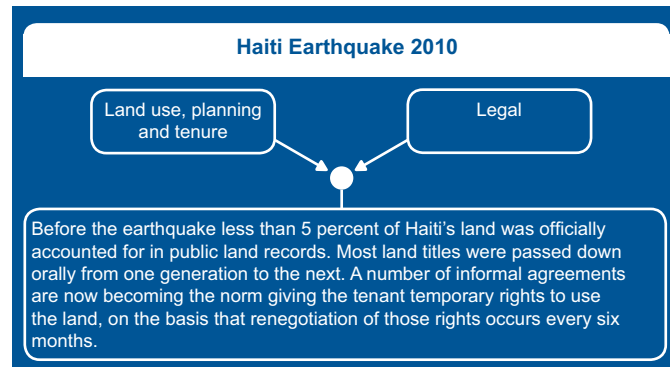 Haiti Earthquake 2010
Land use, planning
and tenure
Legal
Before the earthquake less than 5 percent of Haiti's land was officially
accounted for in public land records. Most land titles were passed down
orally from one generation to the next. A number of informal agreements
are now becoming the norm giving the tenant temporary rights to use
the land, on the basis that renegotiation of those rights occurs every six
months.